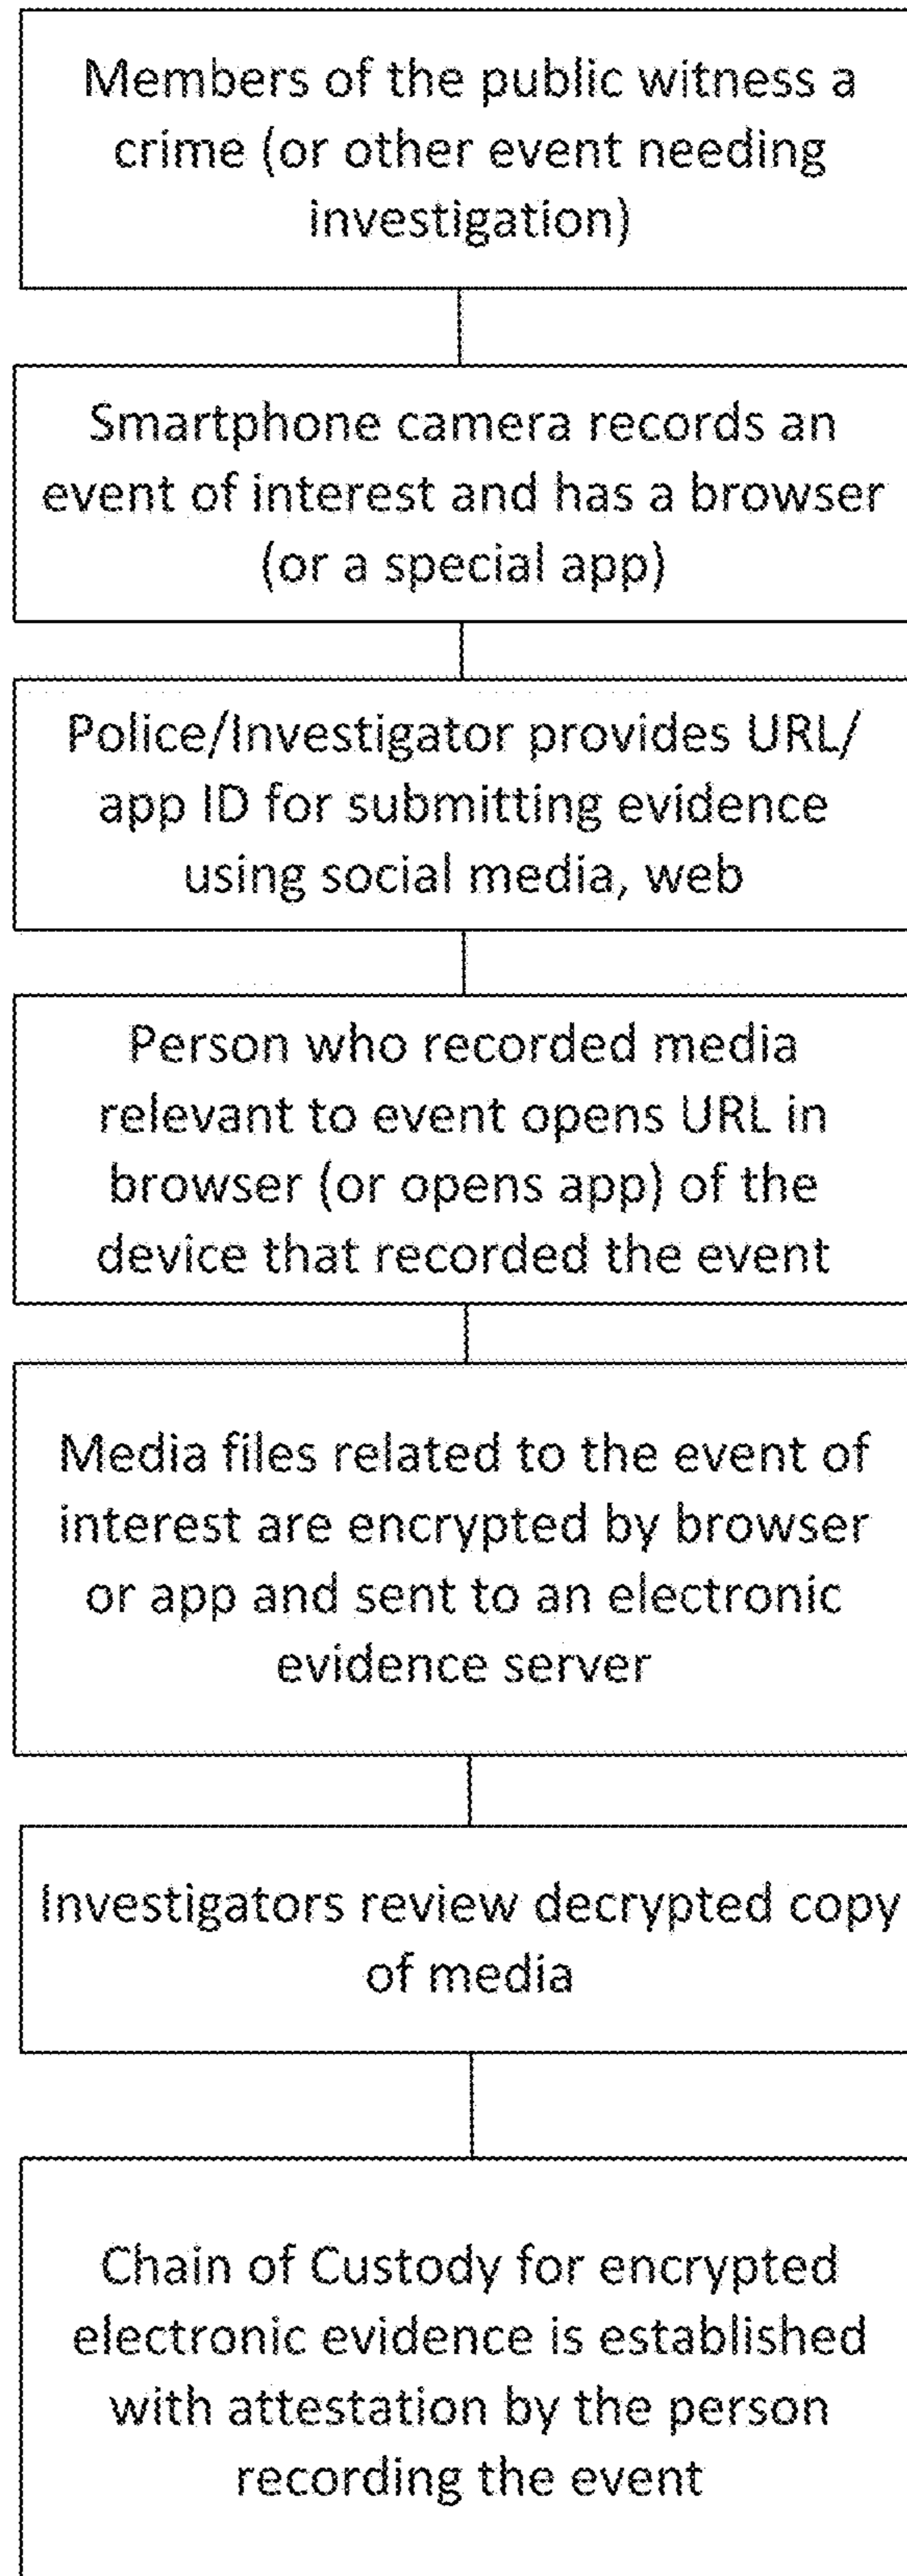 Members of the public witness a
crime (or other event needing
investigation)
Smartphone camera records an
event of interest and has a browser
(or a special app)
Police/Investigator provides URL/
app ID for submitting evidence
using social media, web
Person who recorded media
relevant to event opens URL in
browser (or opens app) of the
device that recorded the event
Media files related to the event of
interest are encrypted by browser
or app and sent to an electronic
evidence server
Investigators review decrypted copy
of media
Chain of Custody for encrypted
electronic evidence is established
with attestation by the person
recording the event